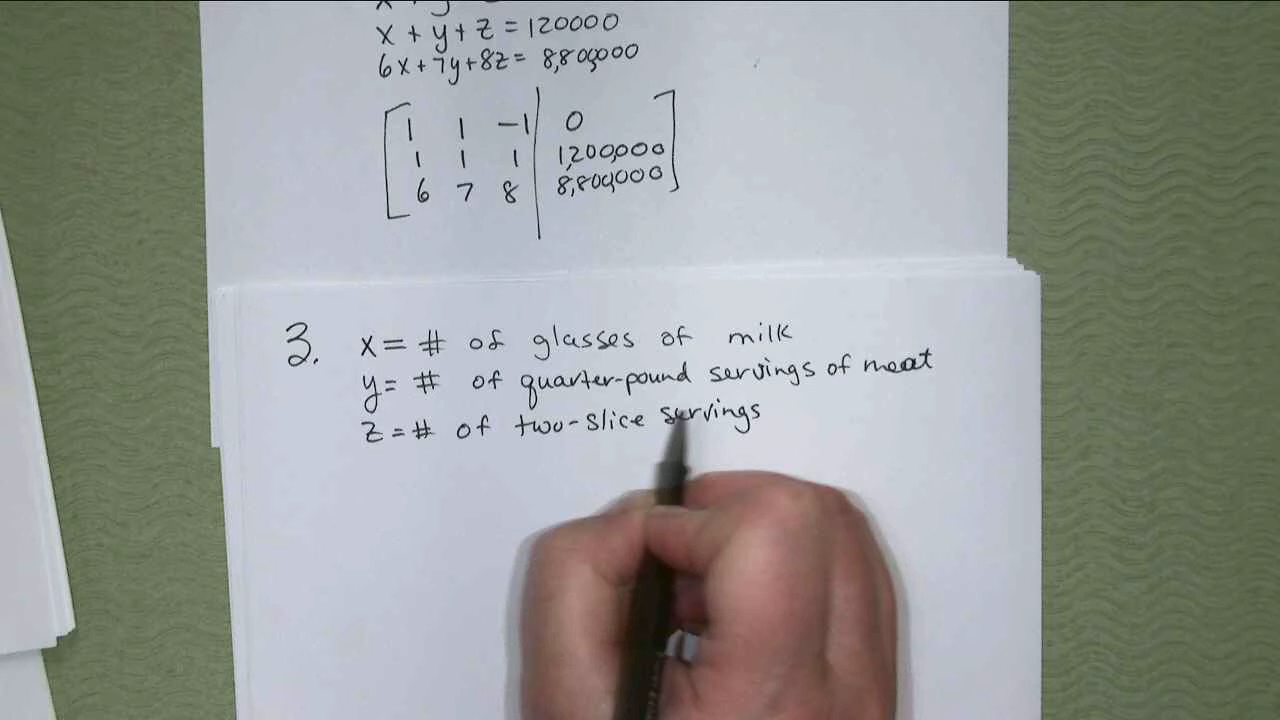 x + y + z = 120000
6x+7y+8z= 8,800,000
1 1 -1 0
1 1 1 1,200,000
6 7 8 8,800,000
3. x = # of glasses of milk
y = # of quarter-pound servings of meat
z = # of two-slice servings